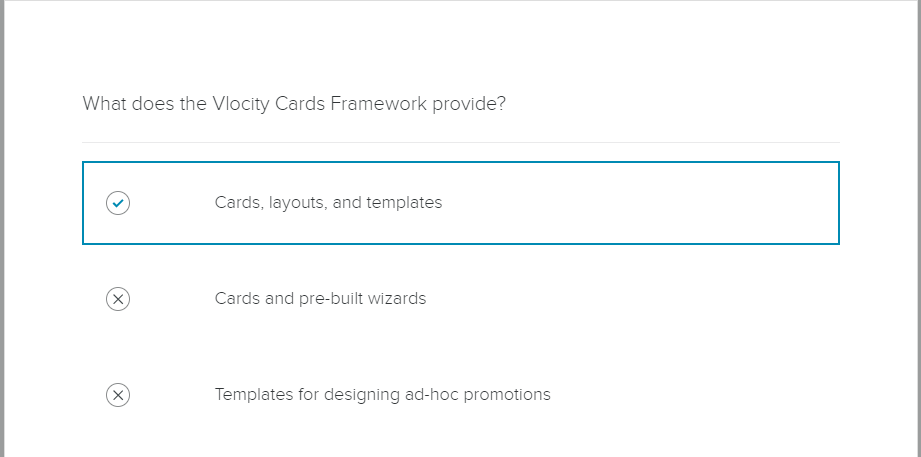 What does the Vlocity Cards Framework provide?
Cards, layouts, and templates
Cards and pre-built wizards
Templates for designing ad-hoc promotions